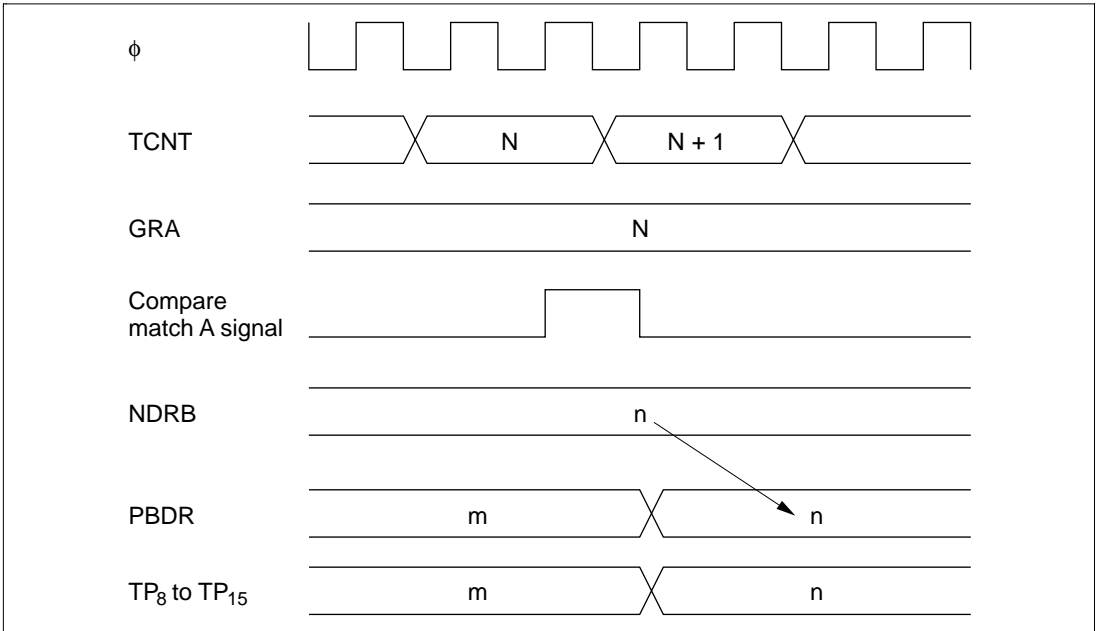 ϕ
TCNT N N + 1
GRA N
Compare
match A signal
NDRB n
PBDR m n
TP₈ to TP₁₅ m n